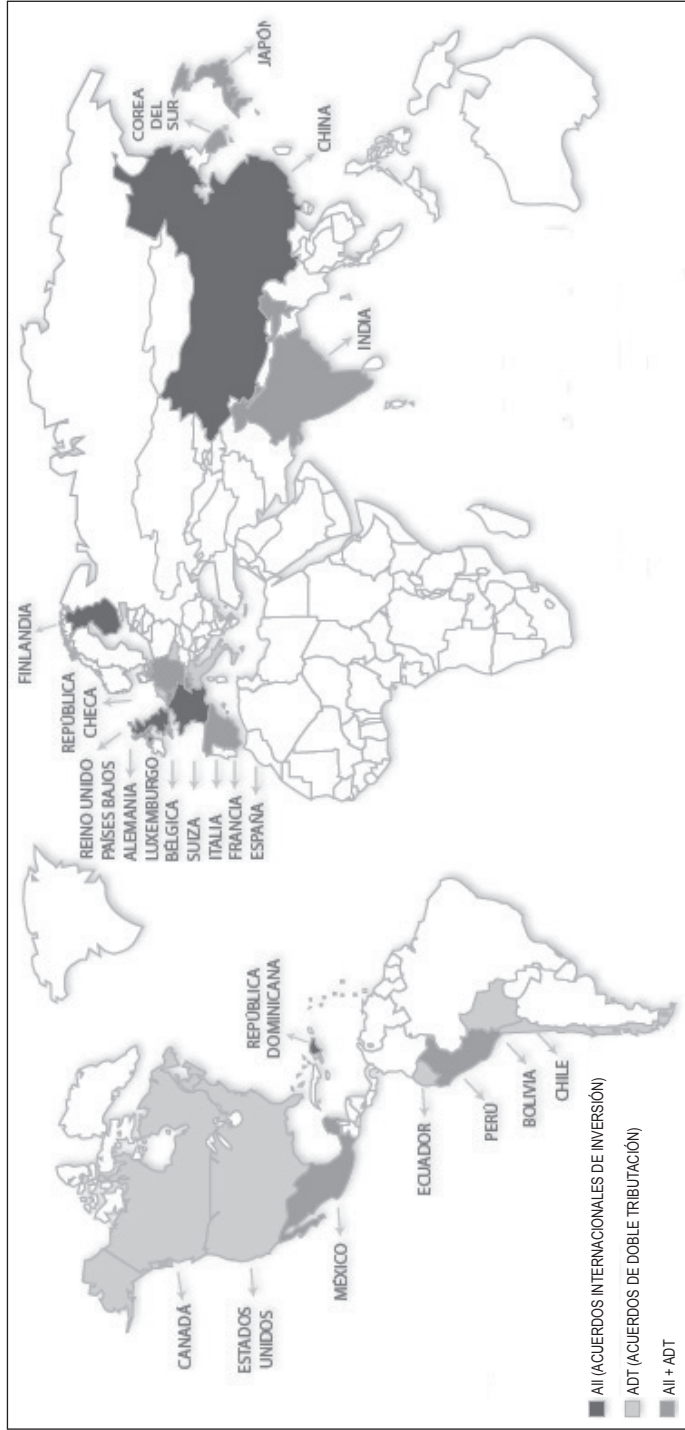 CANADÁ
ESTADOS
UNIDOS
MÉXICO
REPÚBLICA
DOMINICANA
ECUADOR
PERÚ
BOLIVIA
CHILE
FINLANDIA
REPÚBLICA
CHECA
REINO UNIDO
PAÍSES BAJOS
ALEMANIA
LUXEMBURGO
BÉLGICA
SUIZA
ITALIA
FRANCIA
ESPAÑA
COREA
DEL
SUR
JAPÓN
CHINA
INDIA
AII (ACUERDOS INTERNACIONALES DE INVERSIÓN)
ADT (ACUERDOS DE DOBLE TRIBUTACIÓN)
AII + ADT